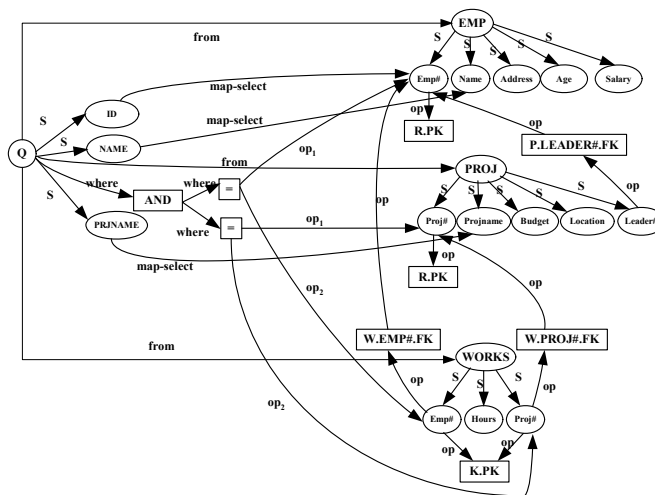 EMP
from
S S S S S
Emp# Name Address Age Salary
map-select
ID
S
op op
map-select
R.PK
P.LEADER#.FK
S NAME
Q
op₁
from
PROJ
where
where =
AND
op
S S S S S
op
S
where
=
op₁
Proj# Projname Budget Location Leader#
PRJNAME
op
map-select
R.PK
op₂
op
W.EMP#.FK W.PROJ#.FK
from
WORKS
op S S S op
op₂
Emp# Hours Proj#
op op
K.PK